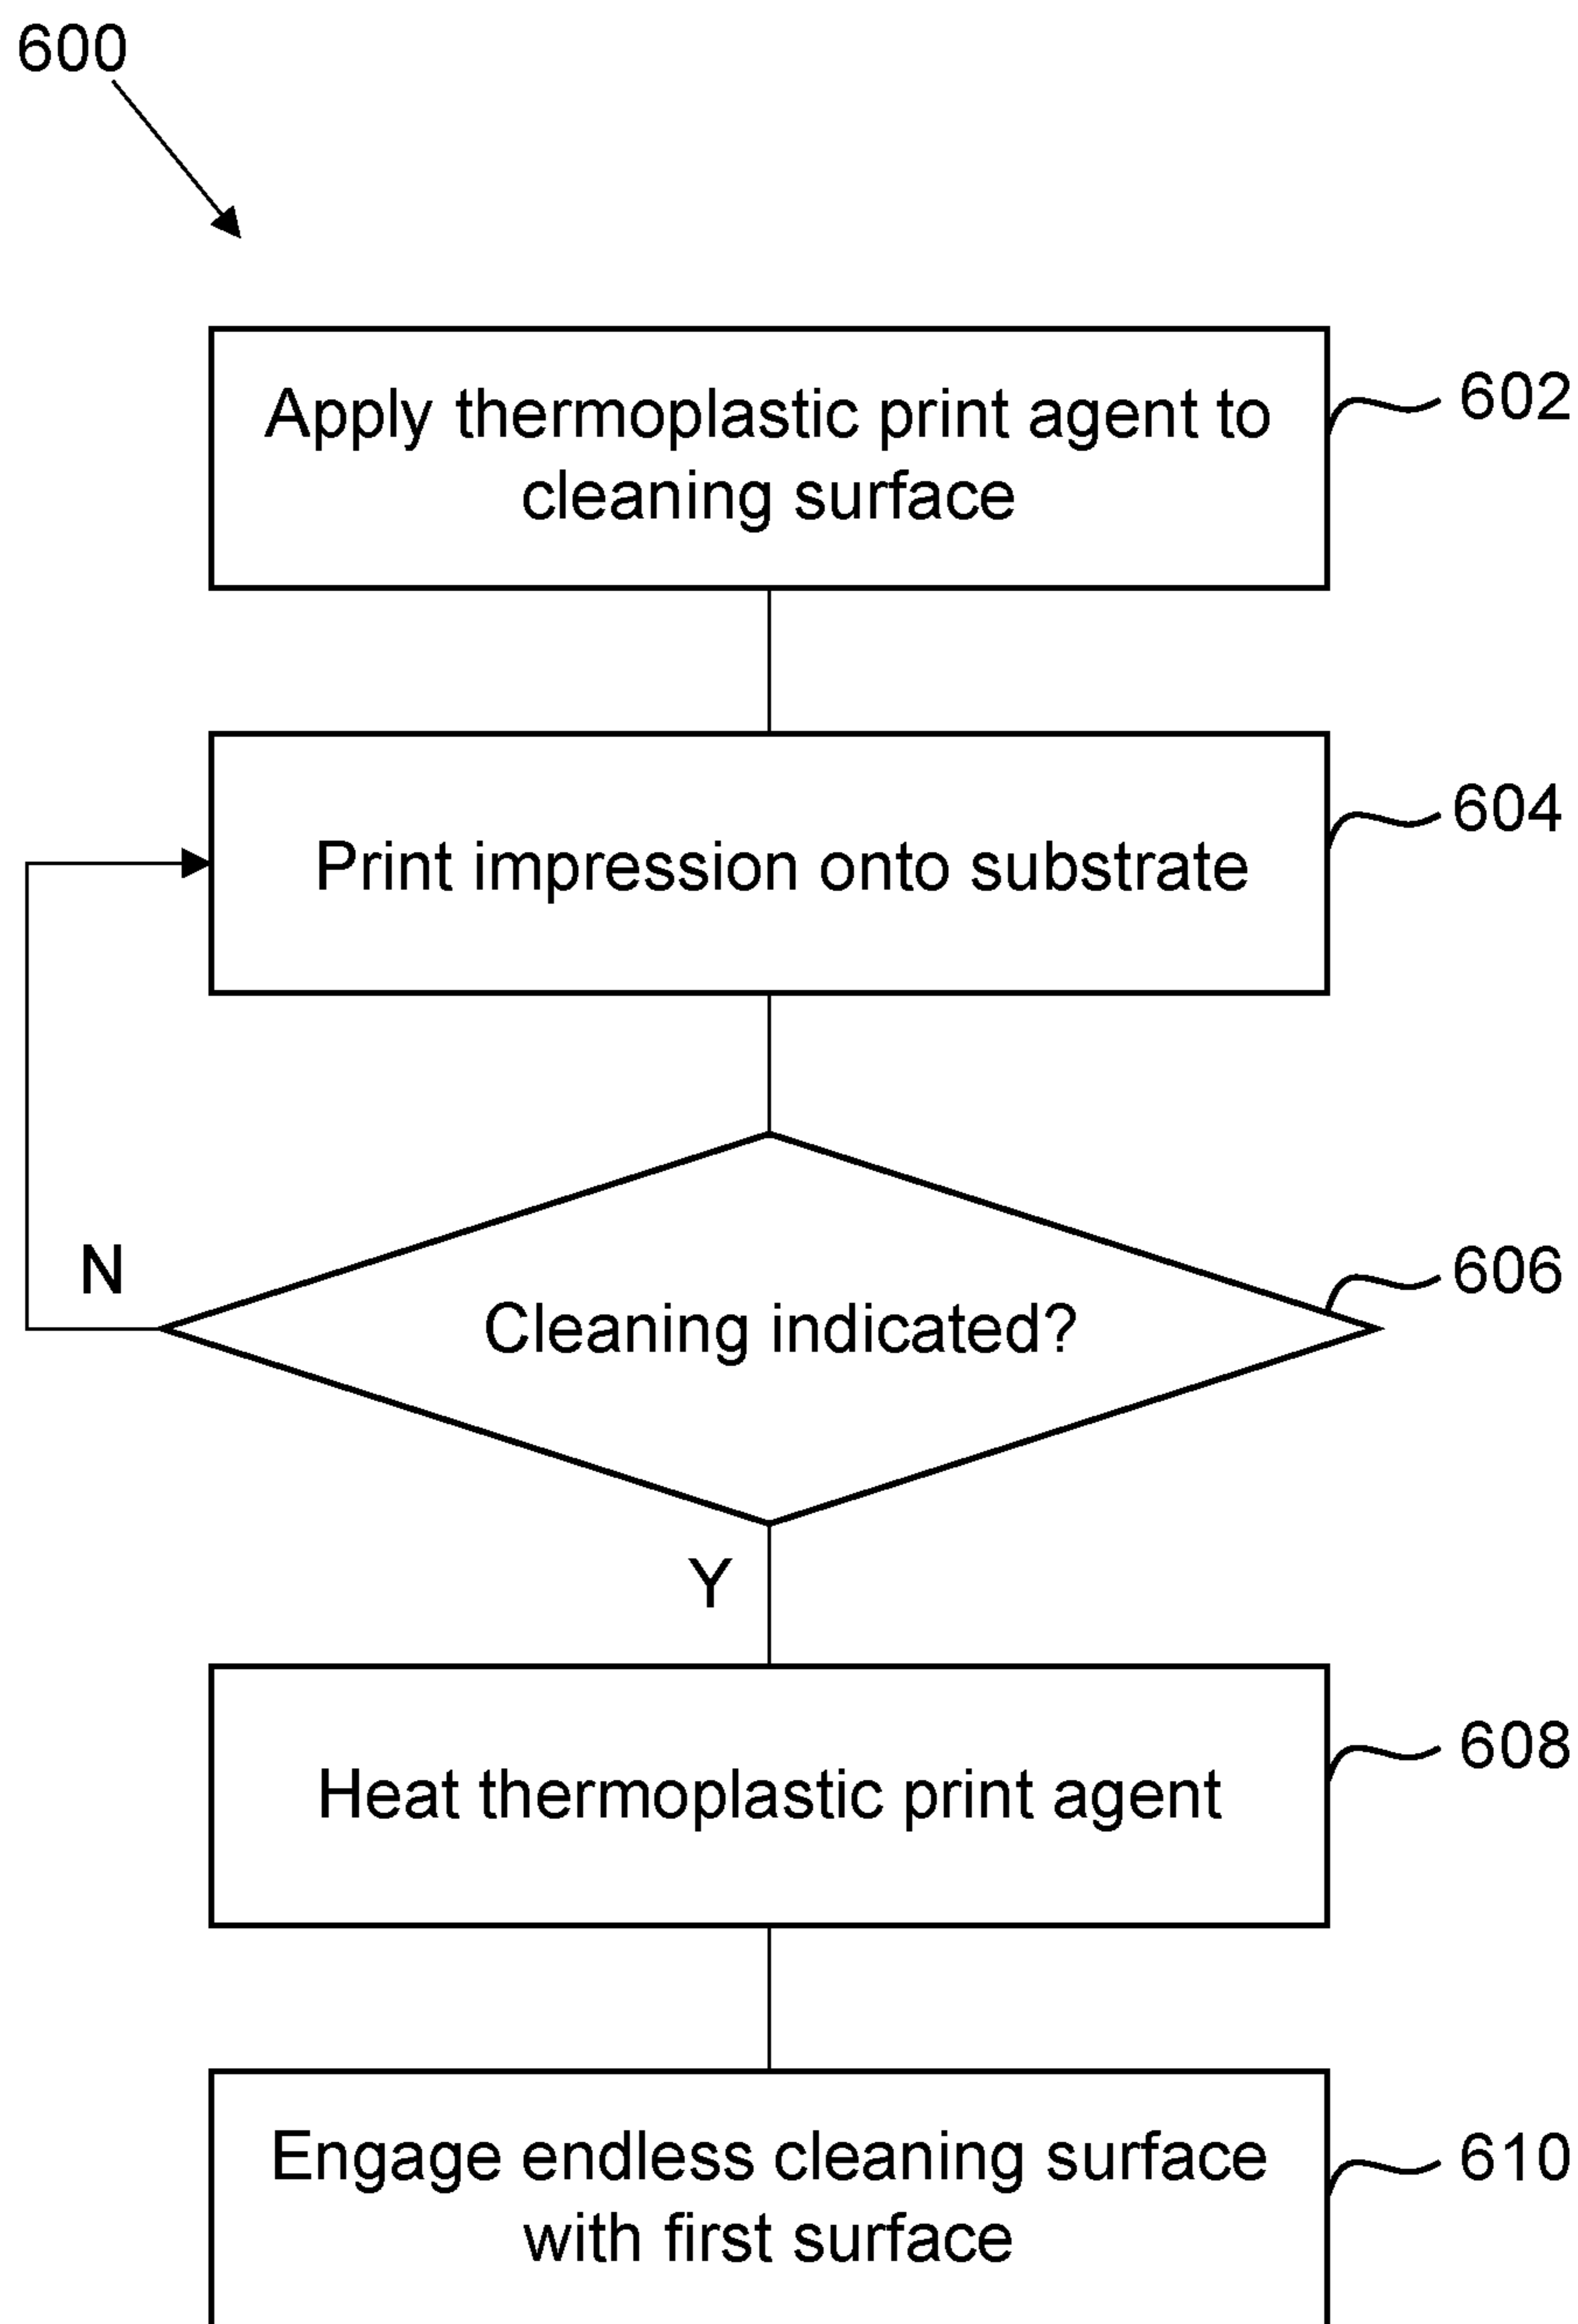 600
Apply thermoplastic print agent to
cleaning surface
602
Print impression onto substrate
604
N
Cleaning indicated?
606
Y
Heat thermoplastic print agent
608
Engage endless cleaning surface
with first surface
610